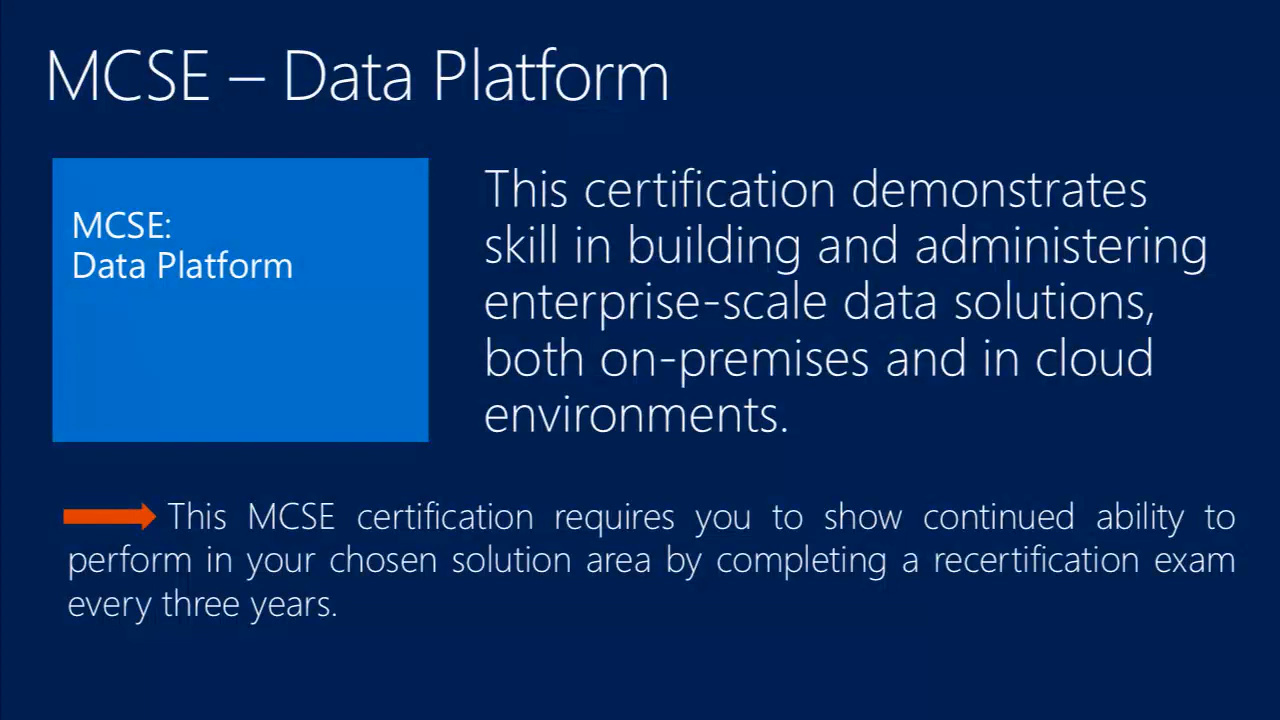 MCSE – Data Platform
MCSE:
Data Platform
This certification demonstrates
skill in building and administering
enterprise-scale data solutions,
both on-premises and in cloud
environments.
This MCSE certification requires you to show continued ability to
perform in your chosen solution area by completing a recertification exam
every three years.